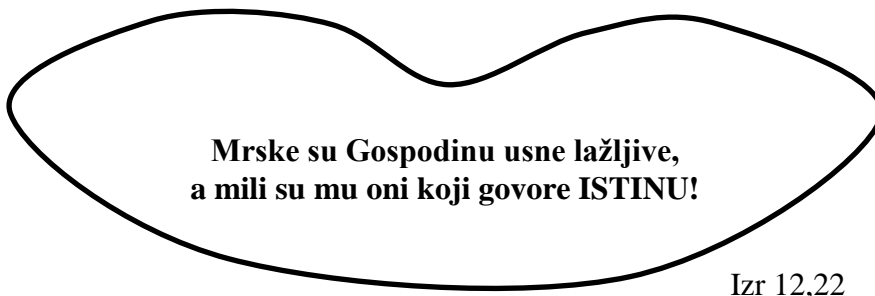 Mrske su Gospodinu usne lažljive,
a mili su mu oni koji govore ISTINU!
Izr 12,22